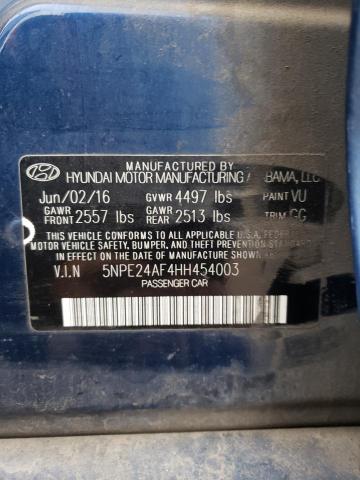 MANUFACTURED BY
HYUNDAI MOTOR MANUFACTURING BAMA, LLC
Jun/02/16 GVWR 4497 lbs PAINT VU
GAWR FRONT 2557 lbs GAWR REAR 2513 lbs TRIM GG
THIS VEHICLE CONFORMS TO ALL APPLICABLE U.S.A.
MOTOR VEHICLE SAFETY, BUMPER, AND THEFT PREVENTION
STANDARDS IN EFFECT ON THE DATE OF MANUFACTURE SHOWN
V.I.N 5NPE24AF4HH454003
PASSENGER CAR